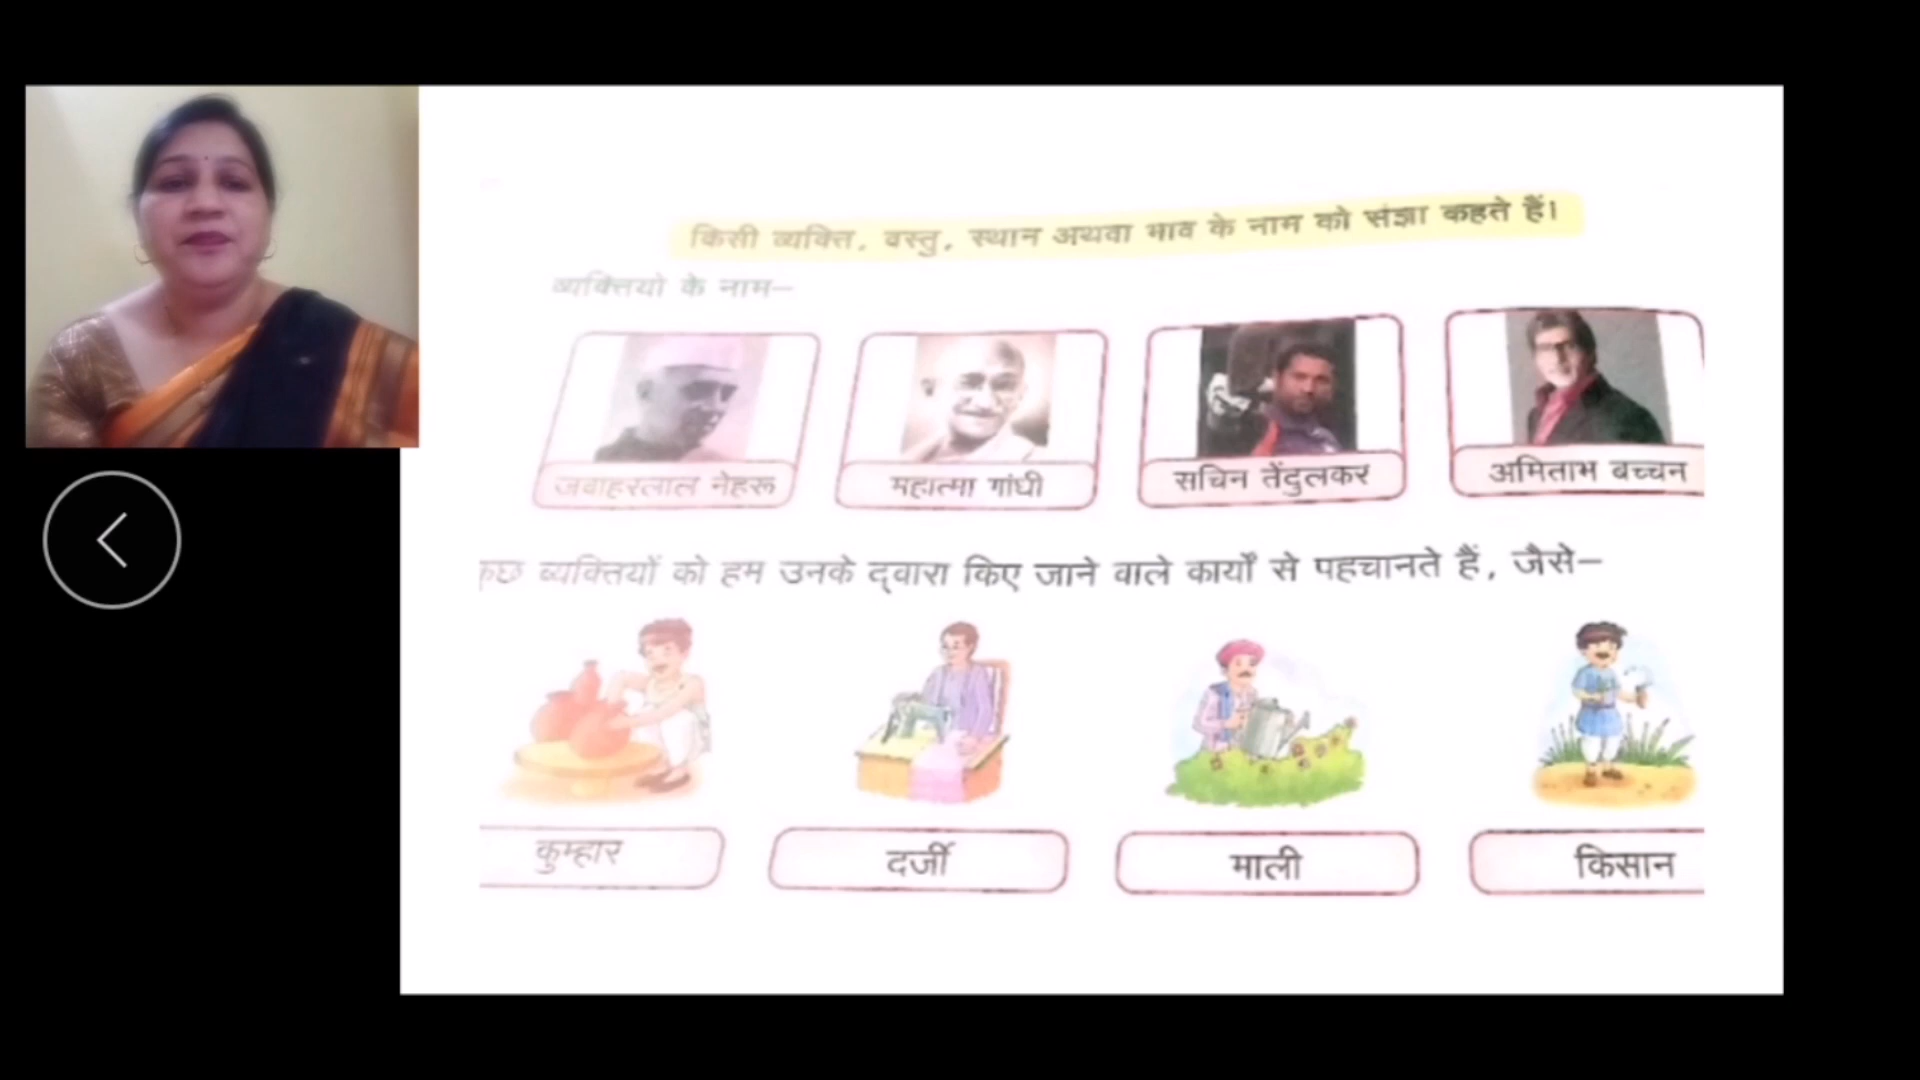 किसी व्यक्ति, वस्तु, स्थान अथवा भाव के नाम को संज्ञा कहते हैं।
व्यक्तियों के नाम—
जवाहरलाल नेहरू
महात्मा गांधी
सचिन तेंदुलकर
अमिताभ बच्चन
कुछ व्यक्तियों को हम उनके द्वारा किए जाने वाले कार्यों से पहचानते हैं, जैसे—
कुम्हार
दर्जी
माली
किसान